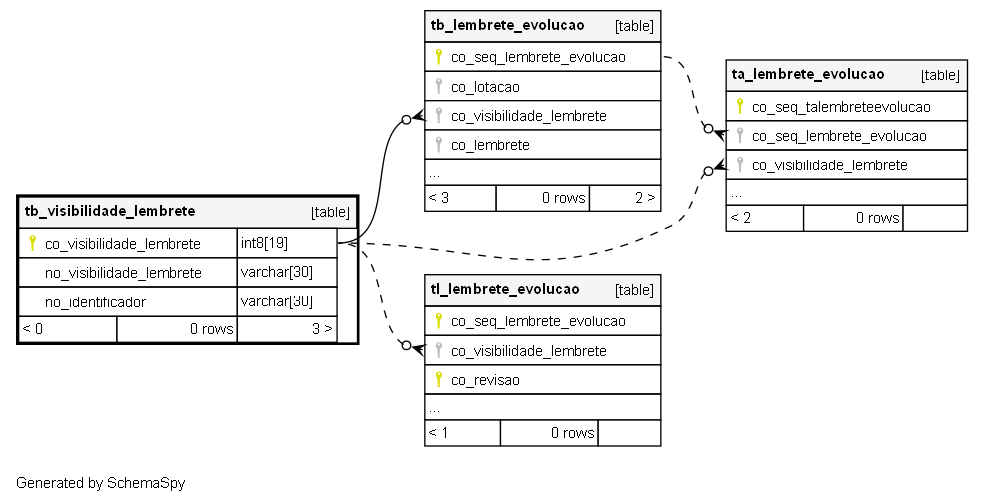 tb_lembrete_evolucao [table]
co_seq_lembrete_evolucao
co_lotacao
co_visibilidade_lembrete
co_lembrete
...
< 3 0 rows 2 >
ta_lembrete_evolucao [table]
co_seq_talembreteevolucao
co_seq_lembrete_evolucao
co_visibilidade_lembrete
...
< 2 0 rows
tb_visibilidade_lembrete [table]
co_visibilidade_lembrete int8[19]
no_visibilidade_lembrete varchar[30]
no_identificador varchar[30]
< 0 0 rows 3 >
tl_lembrete_evolucao [table]
co_seq_lembrete_evolucao
co_visibilidade_lembrete
co_revisao
...
< 1 0 rows
Generated by SchemaSpy